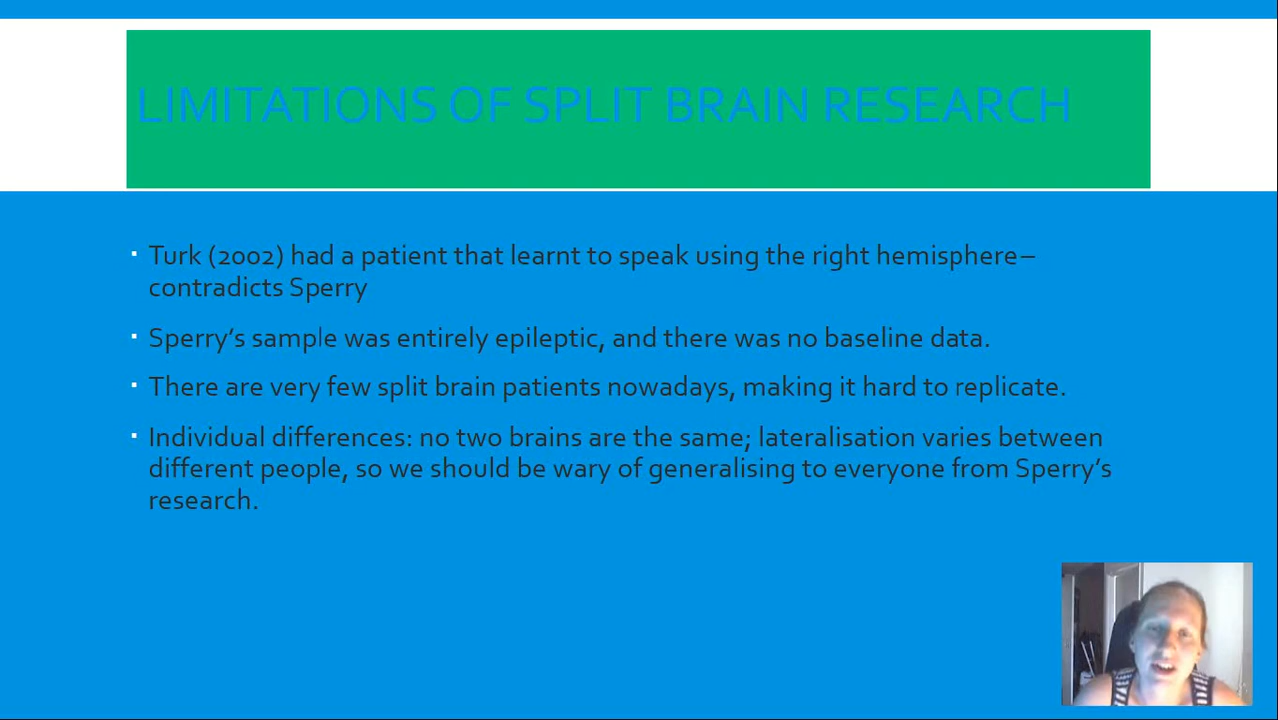 LIMITATIONS OF SPLIT BRAIN RESEARCH
▪ Turk (2002) had a patient that learnt to speak using the right hemisphere–
contradicts Sperry
▪ Sperry’s sample was entirely epileptic, and there was no baseline data.
▪ There are very few split brain patients nowadays, making it hard to replicate.
▪ Individual differences: no two brains are the same; lateralisation varies between
different people, so we should be wary of generalising to everyone from Sperry’s
research.